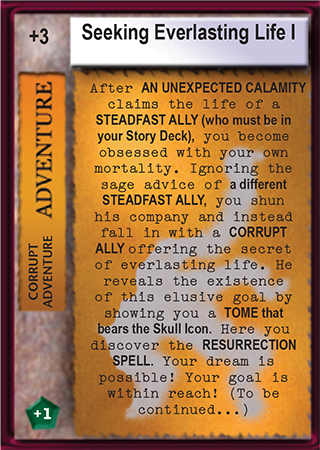 +3
Seeking Everlasting Life I
CORRUPT
ADVENTURE
ADVENTURE
After AN UNEXPECTED CALAMITY
claims the life of a
STEADFAST ALLY (who must be in
your Story Deck), you become
obsessed with your own
mortality. Ignoring the
sage advice of a different
STEADFAST ALLY, you shun
his company and instead
fall in with a CORRUPT
ALLY offering the secret
of everlasting life. He
reveals the existence
of this elusive goal by
showing you a TOME that
bears the Skull Icon. Here you
discover the RESURRECTION
SPELL. Your dream is
possible! Your goal is
within reach! (To be
continued...)
+1